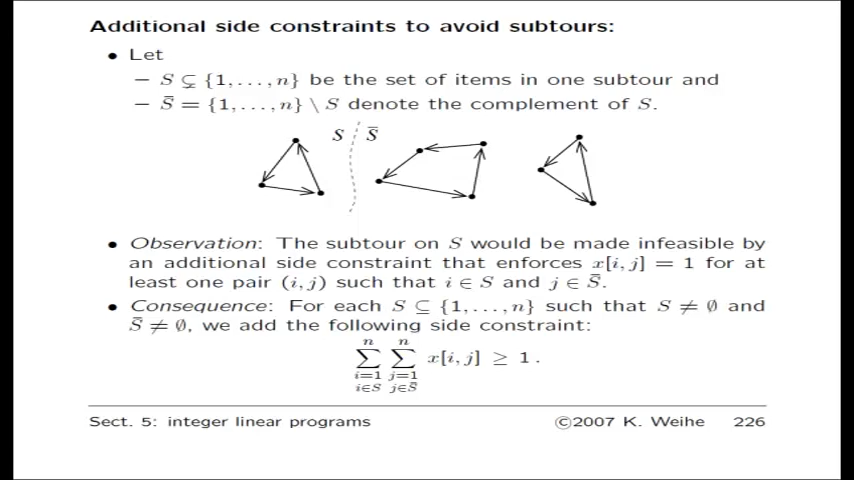 Additional side constraints to avoid subtours:
• Let
– S ⊊ {1, . . . , n} be the set of items in one subtour and
– S̄ = {1, . . . , n} \ S denote the complement of S.
S S̄
• Observation: The subtour on S would be made infeasible by
an additional side constraint that enforces x[i, j] = 1 for at
least one pair (i, j) such that i ∈ S and j ∈ S̄.
• Consequence: For each S ⊆ {1, . . . , n} such that S ≠ ∅ and
S̄ ≠ ∅, we add the following side constraint:
n n
∑ ∑ x[i, j] ≥ 1 .
i=1 j=1
i∈S j∈S̄
Sect. 5: integer linear programs ©2007 K. Weihe 226